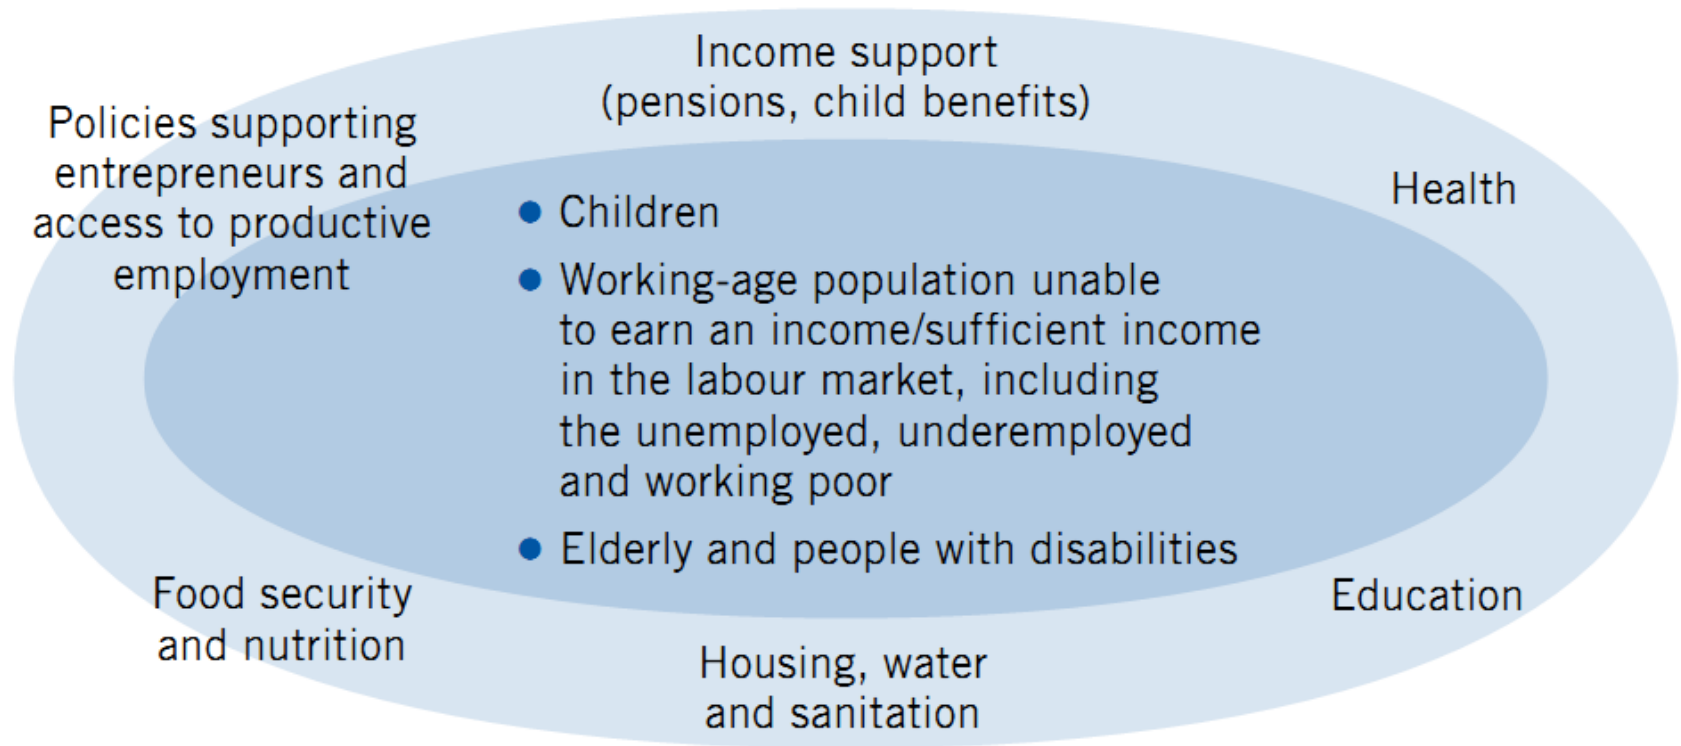 Income support
(pensions, child benefits)
Policies supporting
entrepreneurs and
access to productive
employment
Health
● Children
● Working-age population unable
to earn an income/sufficient income
in the labour market, including
the unemployed, underemployed
and working poor
● Elderly and people with disabilities
Food security
and nutrition
Education
Housing, water
and sanitation